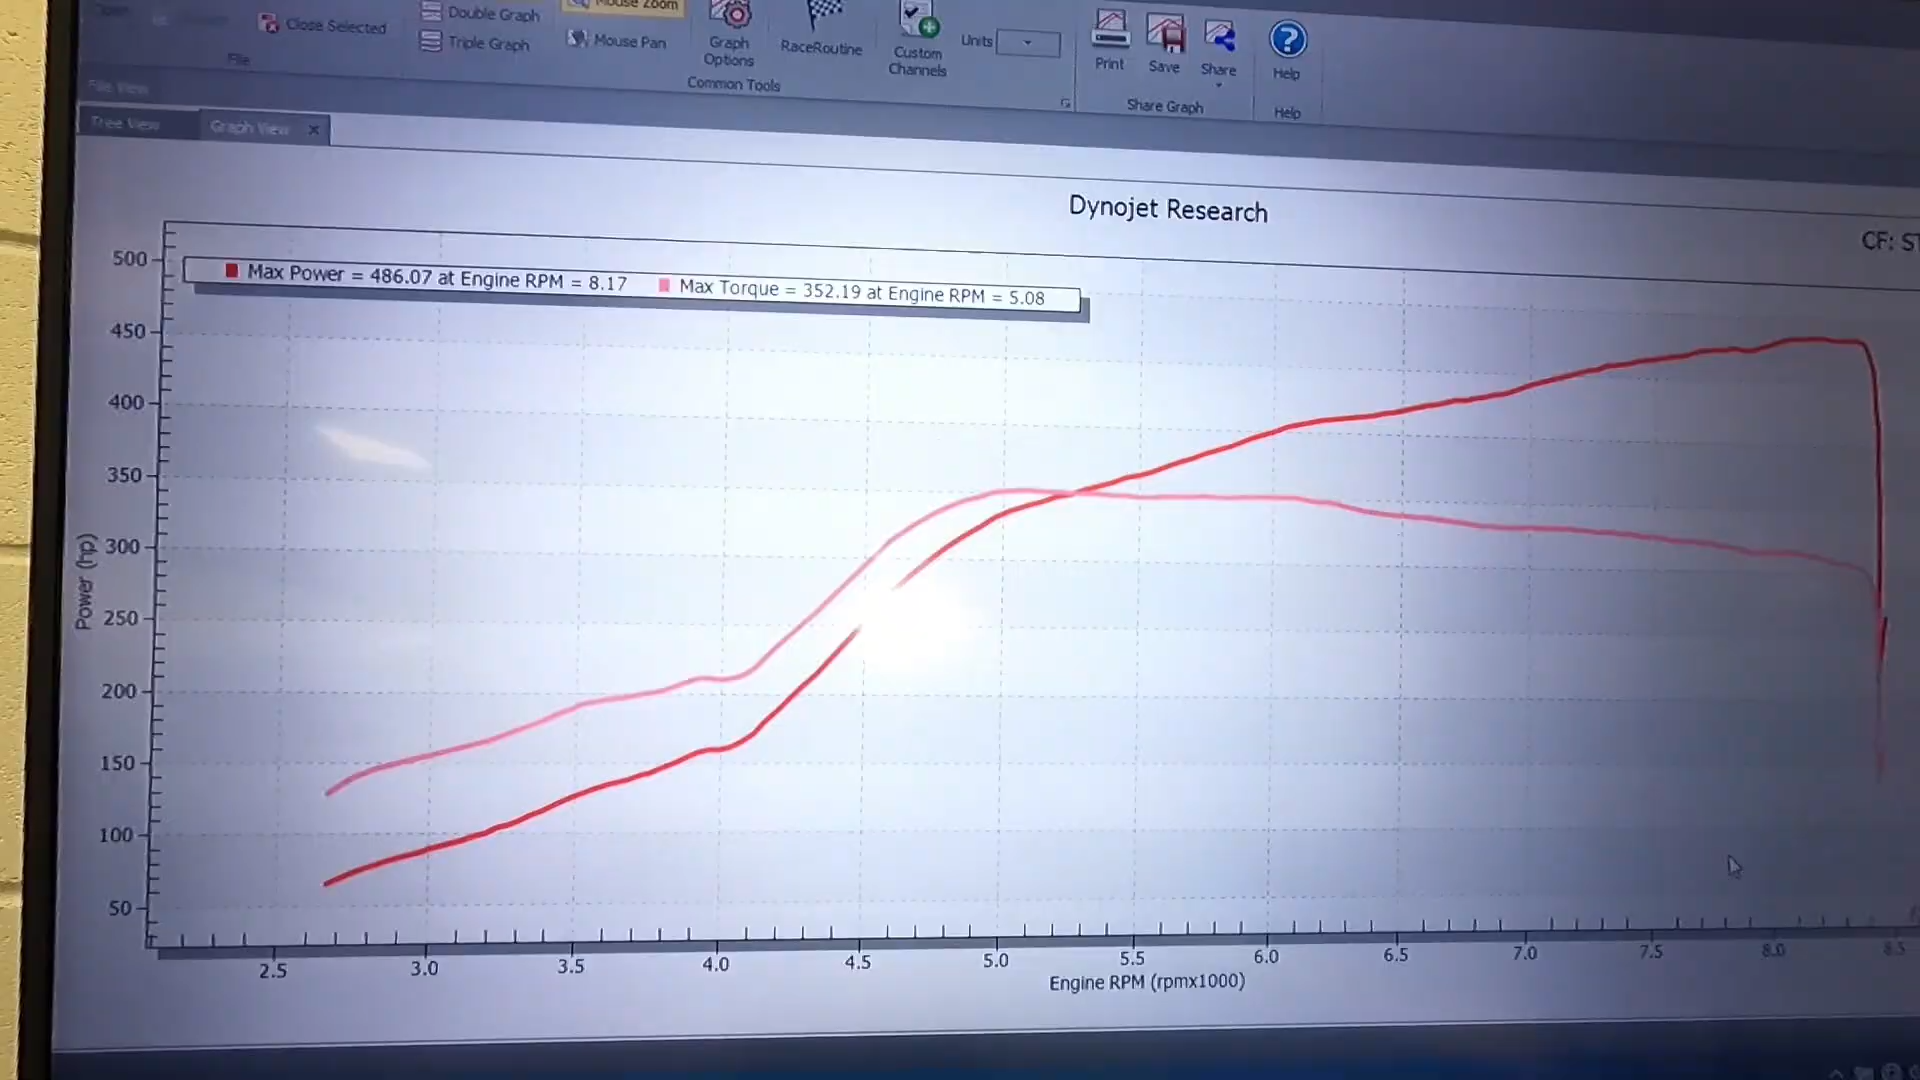 Close Selected
File
Double Graph
Triple Graph
Mouse Zoom
Mouse Pan
Graph Options
RaceRoutine
Custom Channels
Units
Common Tools
Print
Save
Share
Share Graph
Help
Help
File View
Tree View
Graph View
Dynojet Research
CF: ST
Max Power = 486.07 at Engine RPM = 8.17
Max Torque = 352.19 at Engine RPM = 5.08
500
450
400
350
300
250
200
150
100
50
Power (hp)
2.5 3.0 3.5 4.0 4.5 5.0 5.5 6.0 6.5 7.0 7.5 8.0 8.5
Engine RPM (rpmx1000)